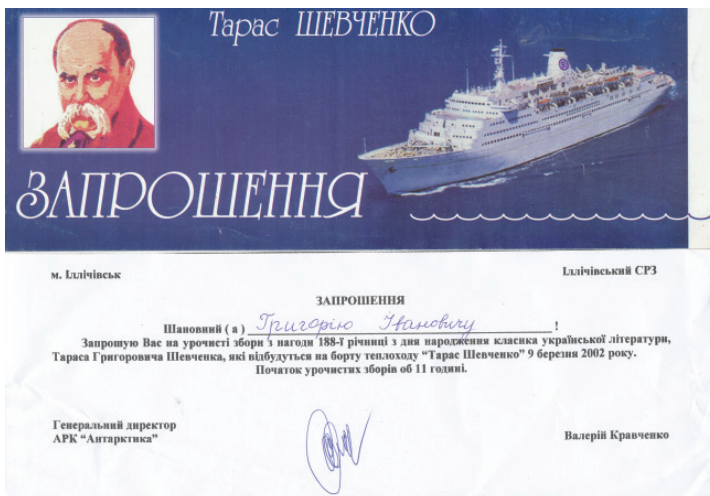 Тарас ШЕВЧЕНКО
ЗАПРОШЕННЯ
м. Іллічівськ
Іллічівський СРЗ
ЗАПРОШЕННЯ
Шановний ( а ) Григорію Івановичу !
Запрошую Вас на урочисті збори з нагоди 188-ї річниці з дня народження класика української літератури,
Тараса Григоровича Шевченка, які відбудуться на борту теплоходу “Тарас Шевченко” 9 березня 2002 року.
Початок урочистих зборів об 11 годині.
Генеральний директор
АРК “Антарктика”
Валерій Кравченко